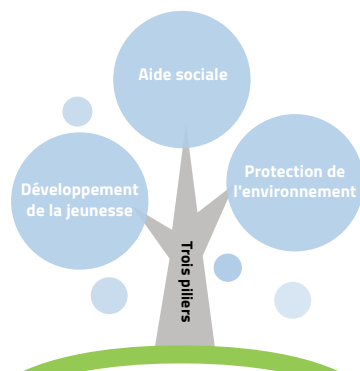 Aide sociale
Développement
de la jeunesse
Protection de
l'environnement
Trois piliers